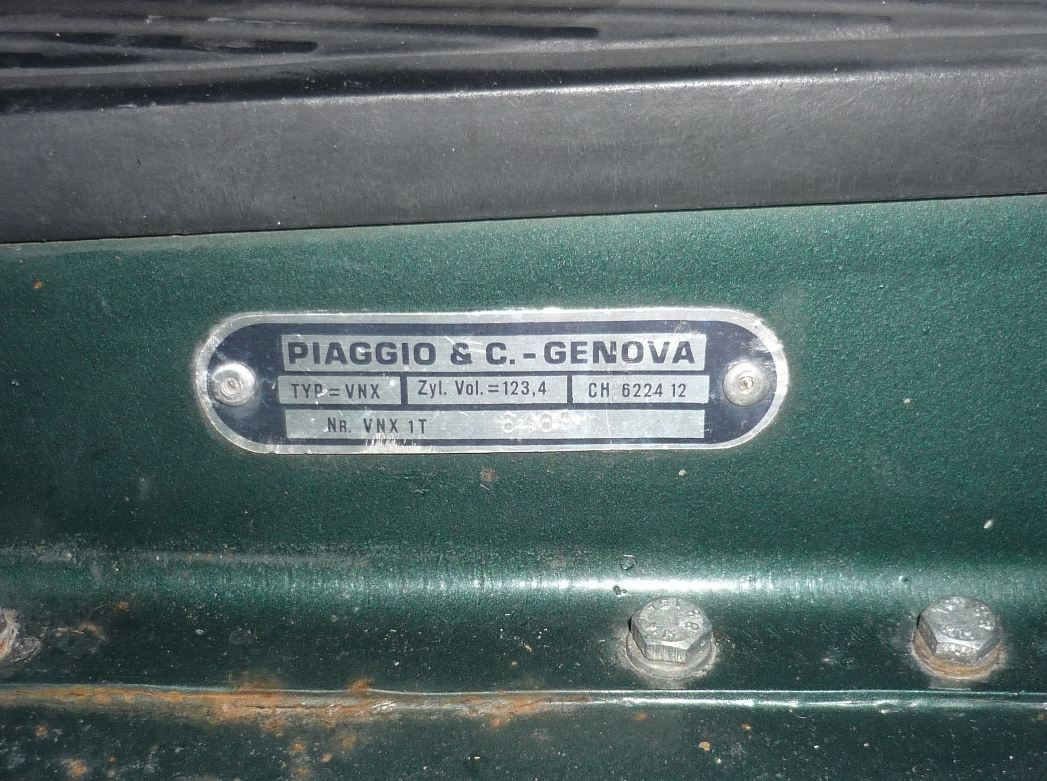 PIAGGIO & C.-GENOVA
TYP=VNX Zyl. Vol.=123,4 CH 6224 12
NR. VNX 1T